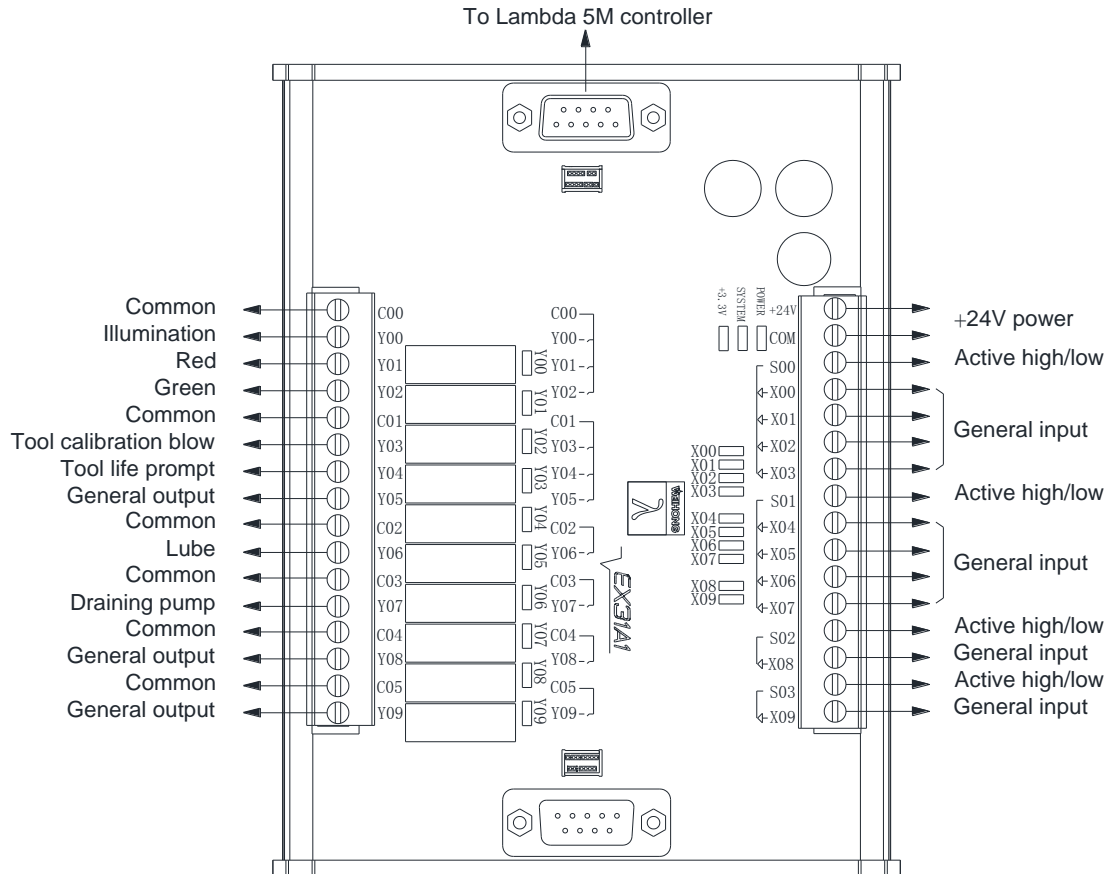 To Lambda 5M controller
Common
Illumination
Red
Green
Common
Tool calibration blow
Tool life prompt
General output
Common
Lube
Common
Draining pump
Common
General output
Common
General output
C00
Y00
Y01
Y02
C01
Y03
Y04
Y05
C02
Y06
C03
Y07
C04
Y08
C05
Y09
Y00
Y01
Y02
Y03
Y04
Y05
Y06
Y07
Y08
Y09
C00
Y00
Y01
Y02
C01
Y03
Y04
Y05
C02
Y06
C03
Y07
C04
Y08
C05
Y09
EX31A1
WEIHONG
X00
X01
X02
X03
X04
X05
X06
X07
X08
X09
+3.3V
SYSTEM
POWER
+24V
COM
S00
X00
X01
X02
X03
S01
X04
X05
X06
X07
S02
X08
S03
X09
+24V power
Active high/low
General input
Active high/low
General input
Active high/low
General input
Active high/low
General input